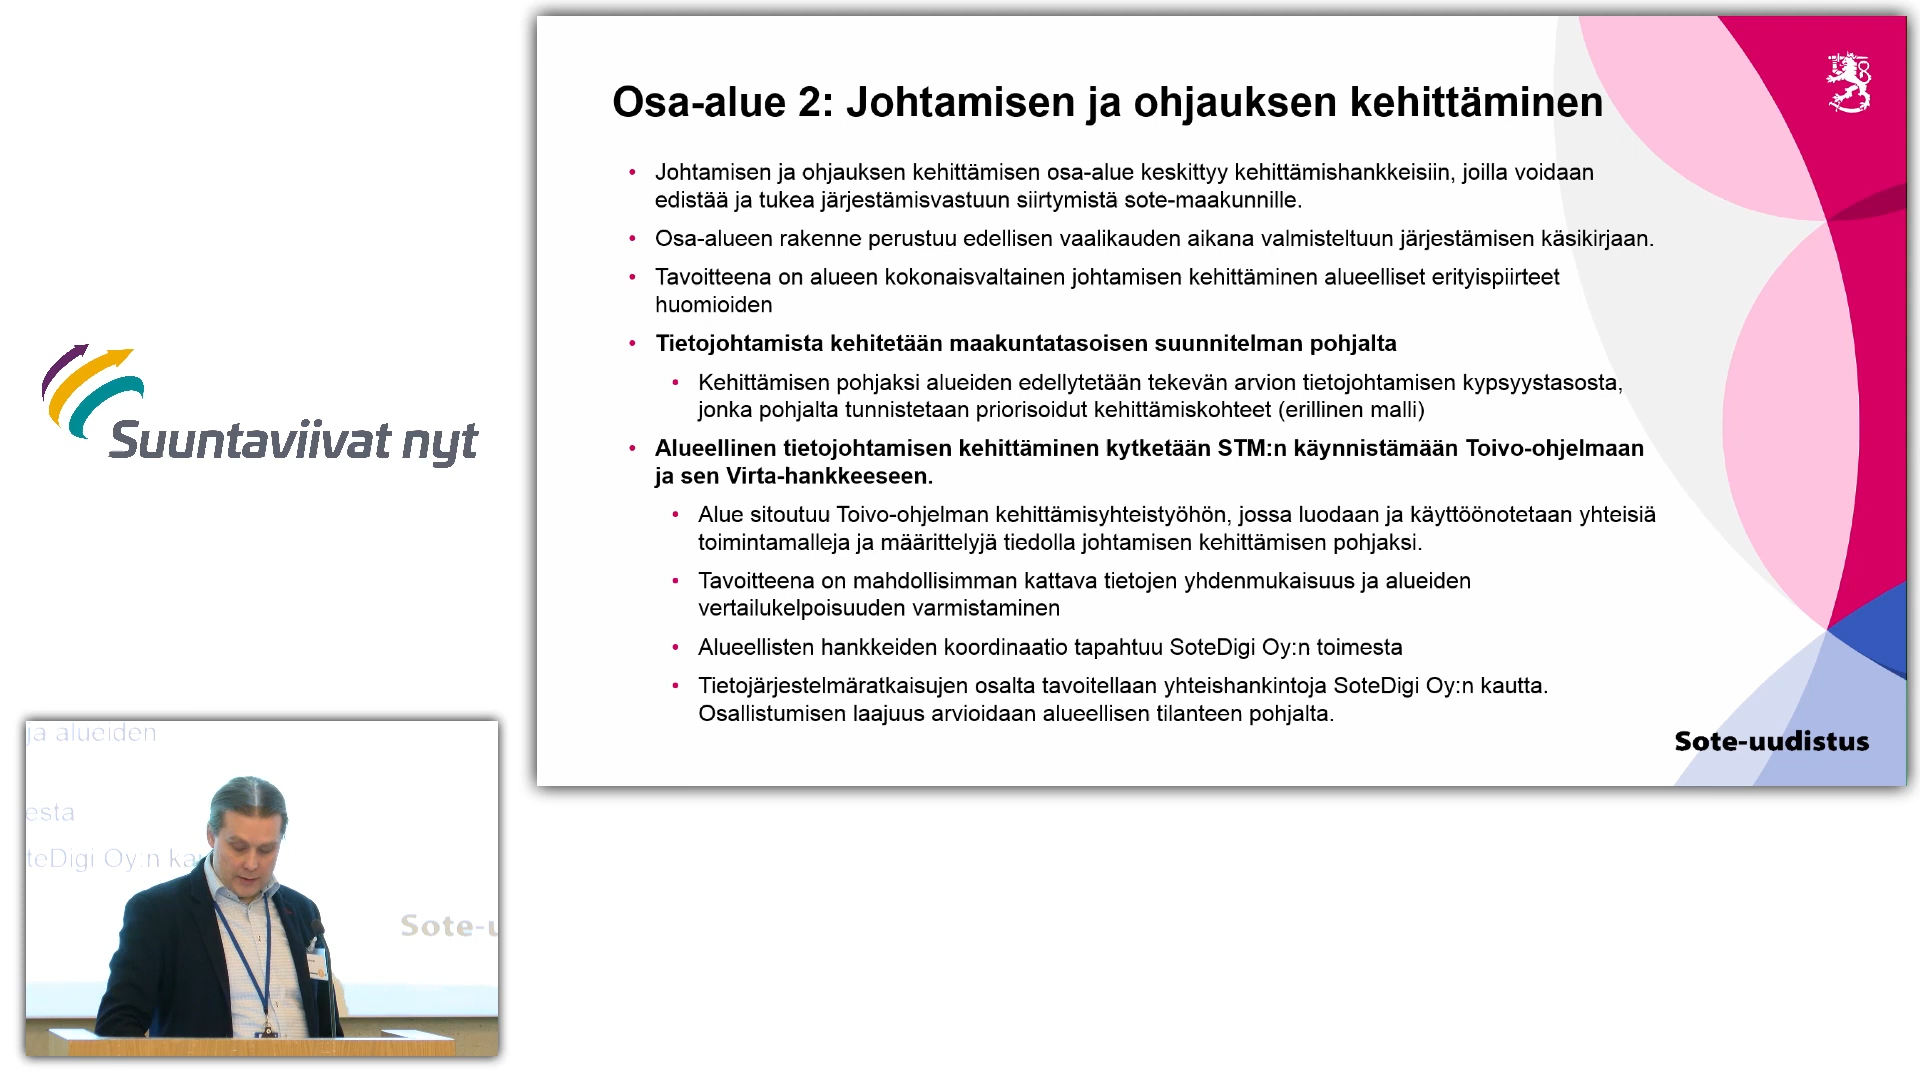 Osa-alue 2: Johtamisen ja ohjauksen kehittäminen
• Johtamisen ja ohjauksen kehittämisen osa-alue keskittyy kehittämishankkeisiin, joilla voidaan
edistää ja tukea järjestämisvastuun siirtymistä sote-maakunnille.
• Osa-alueen rakenne perustuu edellisen vaalikauden aikana valmisteltuun järjestämisen käsikirjaan.
• Tavoitteena on alueen kokonaisvaltainen johtamisen kehittäminen alueelliset erityispiirteet
huomioiden
• Tietojohtamista kehitetään maakuntatasoisen suunnitelman pohjalta
• Kehittämisen pohjaksi alueiden edellytetään tekevän arvion tietojohtamisen kypsyystasosta,
jonka pohjalta tunnistetaan priorisoidut kehittämiskohteet (erillinen malli)
• Alueellinen tietojohtamisen kehittäminen kytketään STM:n käynnistämään Toivo-ohjelmaan
ja sen Virta-hankkeeseen.
• Alue sitoutuu Toivo-ohjelman kehittämisyhteistyöhön, jossa luodaan ja käyttöönotetaan yhteisiä
toimintamalleja ja määrittelyjä tiedolla johtamisen kehittämisen pohjaksi.
• Tavoitteena on mahdollisimman kattava tietojen yhdenmukaisuus ja alueiden
vertailukelpoisuuden varmistaminen
• Alueellisten hankkeiden koordinaatio tapahtuu SoteDigi Oy:n toimesta
• Tietojärjestelmäratkaisujen osalta tavoitellaan yhteishankintoja SoteDigi Oy:n kautta.
Osallistumisen laajuus arvioidaan alueellisen tilanteen pohjalta.
Sote-uudistus
Suuntaviivat nyt
ja alueiden
esta
teDigi Oy:n kau
Sote-u